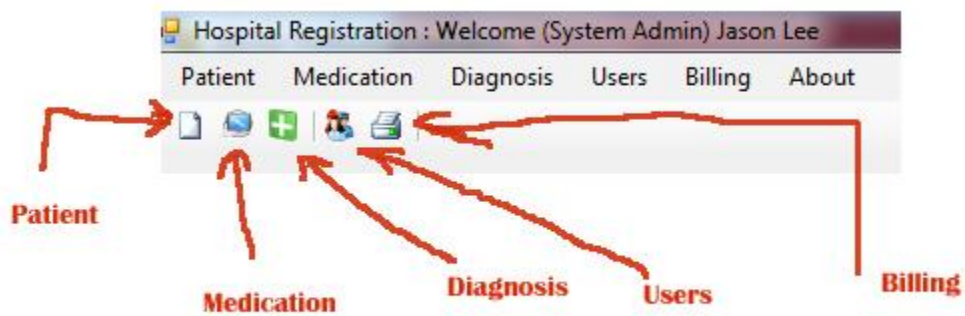 Hospital Registration : Welcome (System Admin) Jason Lee
Patient Medication Diagnosis Users Billing About
Patient
Medication
Diagnosis
Users
Billing